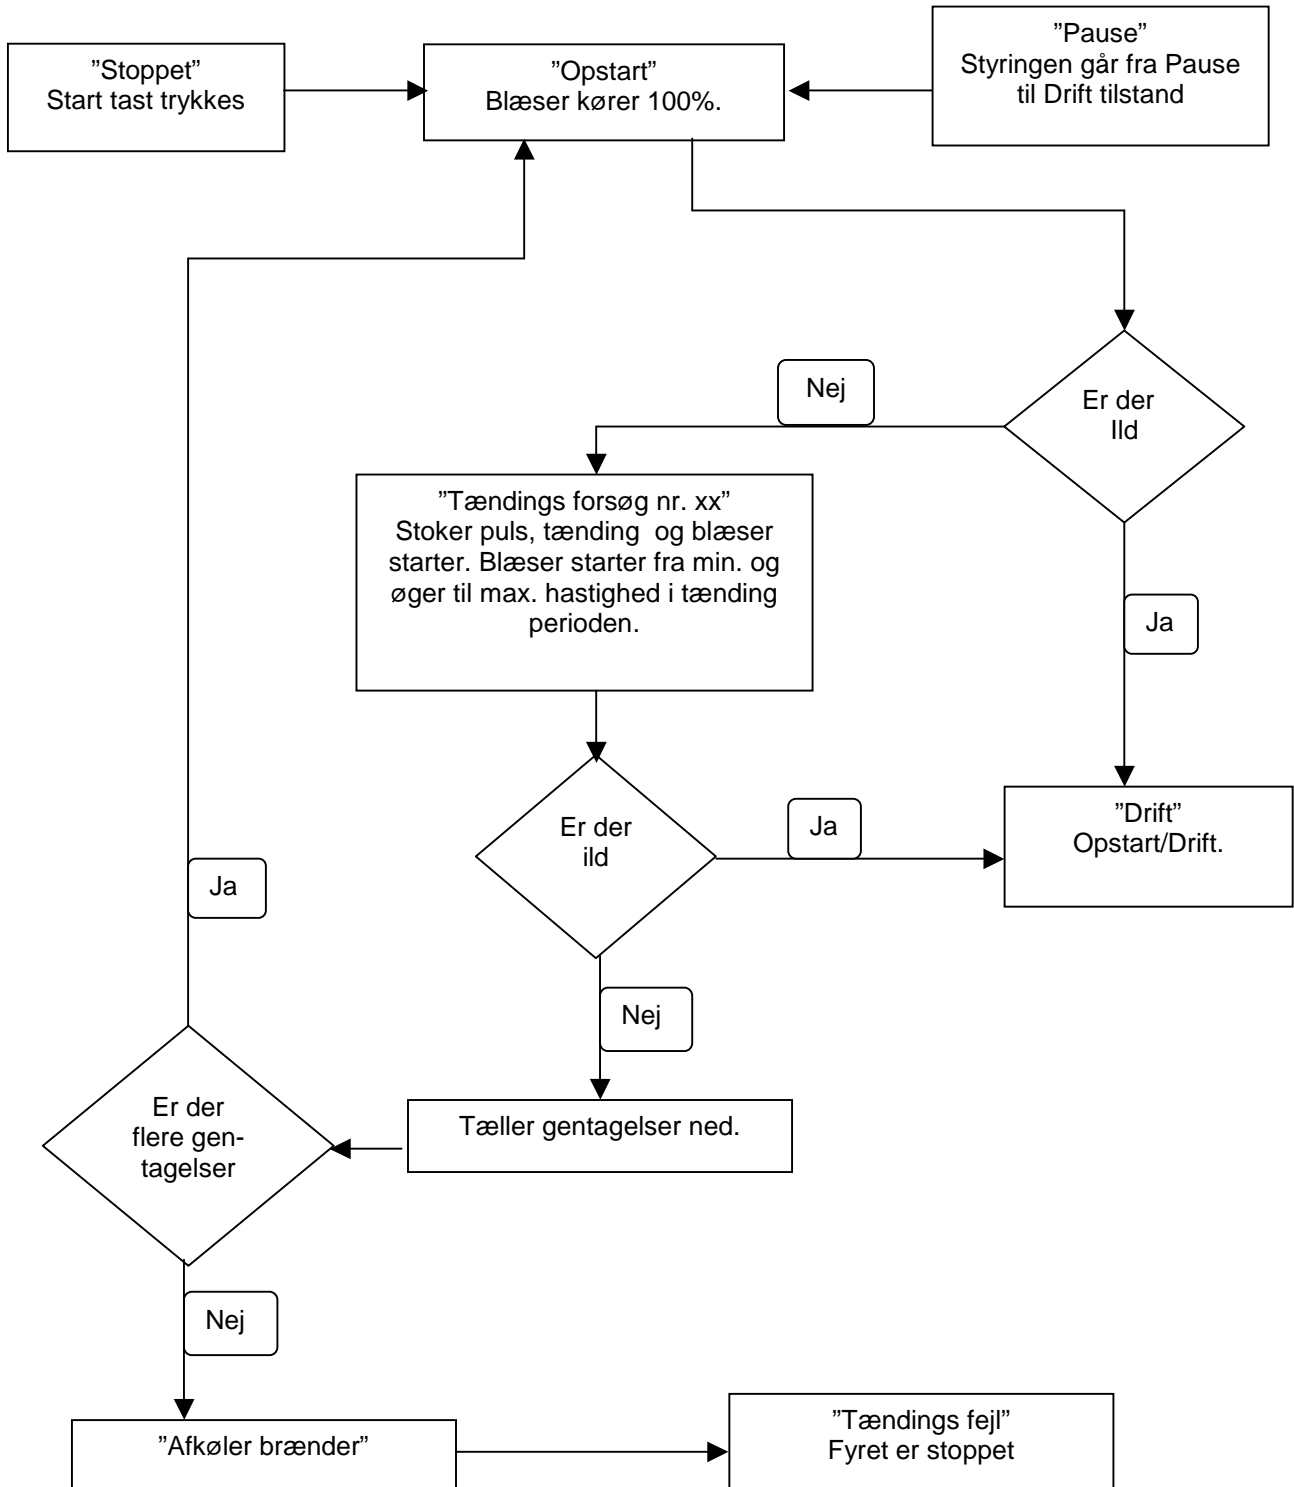 ”Stoppet”
Start tast trykkes
”Opstart”
Blæser kører 100%.
”Pause”
Styringen går fra Pause
til Drift tilstand
Nej
Er der
Ild
”Tændings forsøg nr. xx”
Stoker puls, tænding  og blæser
starter. Blæser starter fra min. og
øger til max. hastighed i tænding
perioden.
Ja
Er der
ild
Ja
”Drift”
Opstart/Drift.
Ja
Nej
Er der
flere gen-
tagelser
Tæller gentagelser ned.
Nej
”Afkøler brænder”
”Tændings fejl”
Fyret er stoppet